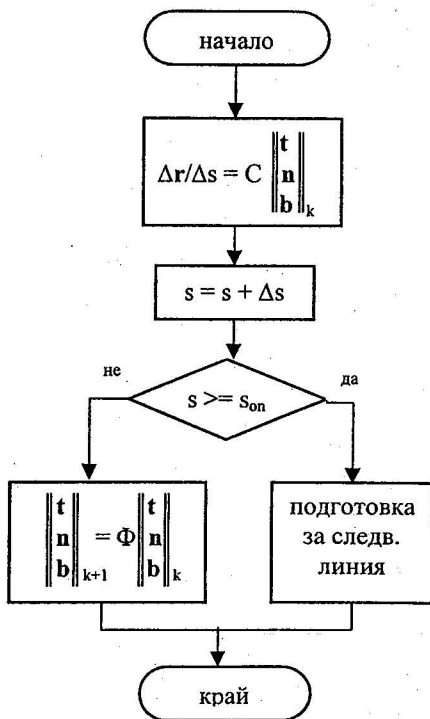 начало
Δr/Δs = C ‖t n b‖k
s = s + Δs
не
да
s >= son
‖t n b‖k+1 = Φ ‖t n b‖k
подготовка
за следв.
линия
край